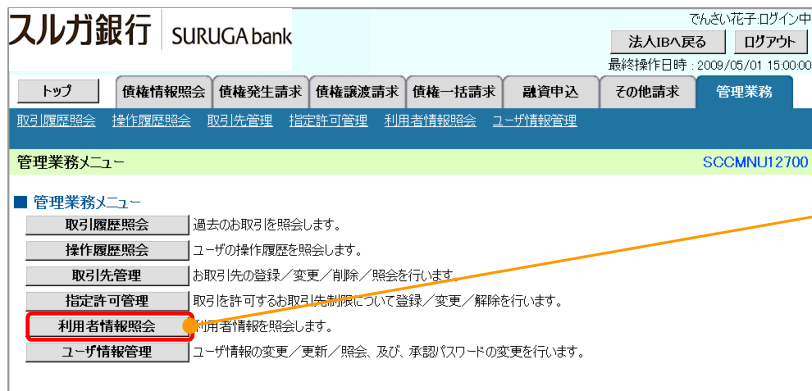 スルガ銀行 SURUGA bank
でんさい花子:ログイン中
法人IBへ戻る ログアウト
最終操作日時：2009/05/01 15:00:00
トップ 債権情報照会 債権発生請求 債権譲渡請求 債権一括請求 融資申込 その他請求 管理業務
取引履歴照会 操作履歴照会 取引先管理 指定許可管理 利用者情報照会 ユーザ情報管理
管理業務メニュー SCCMNU12700
■ 管理業務メニュー
取引履歴照会 過去のお取引を照会します。
操作履歴照会 ユーザの操作履歴を照会します。
取引先管理 お取引先の登録／変更／削除／照会を行います。
指定許可管理 取引を許可するお取引先制限について登録／変更／解除を行います。
利用者情報照会 利用者情報を照会します。
ユーザ情報管理 ユーザ情報の変更／更新／照会、及び、承認パスワードの変更を行います。